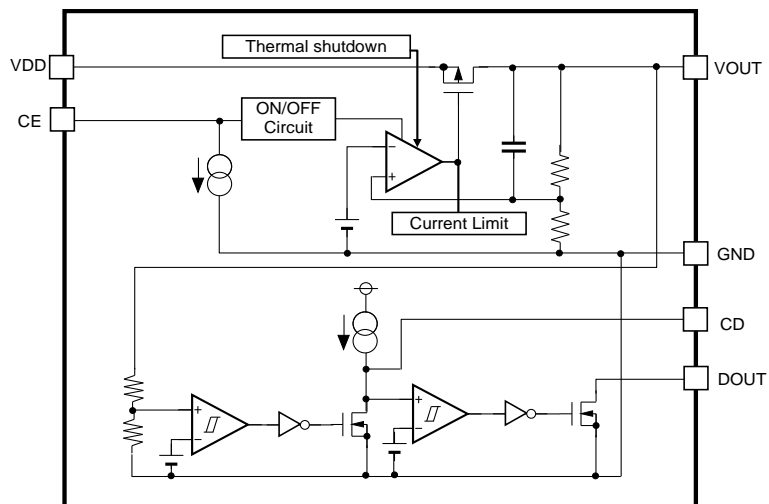 Thermal shutdown
VDD
VOUT
CE
ON/OFF
Circuit
−
+
Current Limit
GND
CD
DOUT
+
−
+
−